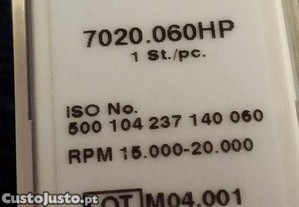 7020.060HP
1 St./pc.
ISO No.
500 104 237 140 060
RPM 15.000-20.000
LOT M04.001
CustoJusto.pt